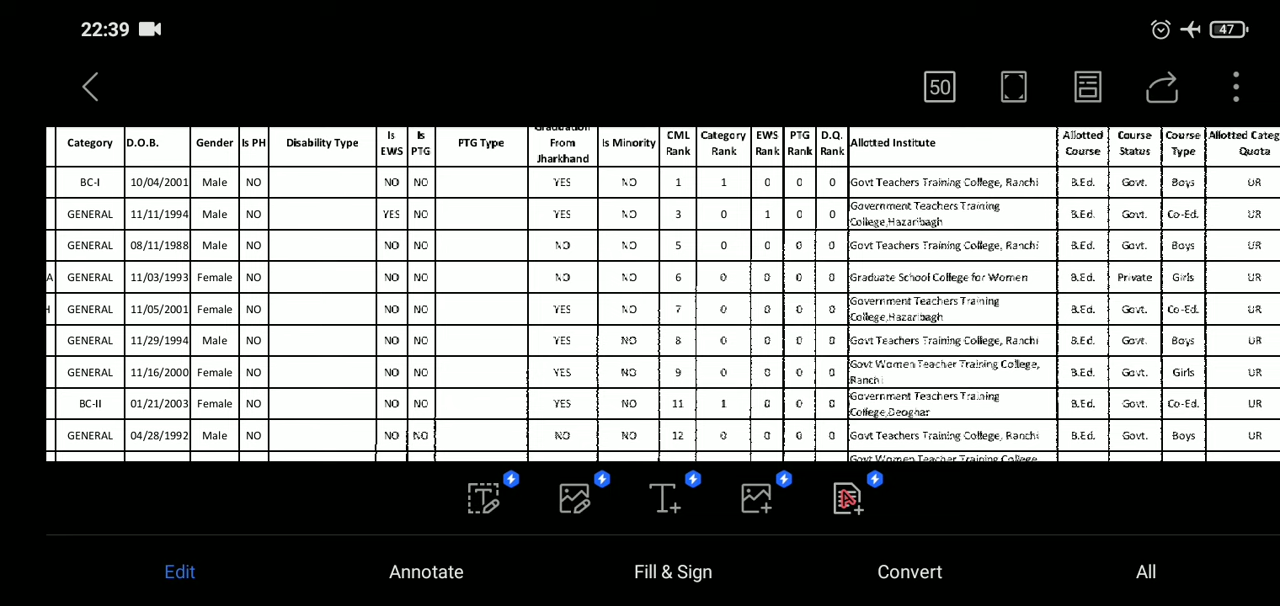 22:39
47
50
Category D.O.B. Gender Is PH Disability Type Is EWS Is PTG PTG Type Graduation From Jharkhand Is Minority CML Rank Category Rank EWS Rank PTG Rank D.Q. Rank Allotted Institute Allotted Course Course Status Course Type Allotted Categ Quota
BC-I 10/04/2001 Male NO NO NO YES NO 1 1 0 0 0 Govt Teachers Training College, Ranchi B.Ed. Govt. Boys UR
GENERAL 11/11/1994 Male NO YES NO YES NO 3 0 1 0 0 Government Teachers Training College,Hazaribagh B.Ed. Govt. Co-Ed. UR
GENERAL 08/11/1988 Male NO NO NO NO NO 5 0 0 0 0 Govt Teachers Training College, Ranchi B.Ed. Govt. Boys UR
A GENERAL 11/03/1993 Female NO NO NO NO NO 6 0 0 0 0 Graduate School College for Women B.Ed. Private Girls UR
H GENERAL 11/05/2001 Female NO NO NO YES NO 7 0 0 0 0 Government Teachers Training College,Hazaribagh B.Ed. Govt. Co-Ed. UR
GENERAL 11/29/1994 Male NO NO NO YES NO 8 0 0 0 0 Govt Teachers Training College, Ranchi B.Ed. Govt. Boys UR
GENERAL 11/16/2000 Female NO NO NO YES NO 9 0 0 0 0 Govt Women Teacher Training College, Ranchi B.Ed. Govt. Girls UR
BC-II 01/21/2003 Female NO NO NO YES NO 11 1 0 0 0 Government Teachers Training College,Deoghar B.Ed. Govt. Co-Ed. UR
GENERAL 04/28/1992 Male NO NO NO NO NO 12 0 0 0 0 Govt Teachers Training College, Ranchi B.Ed. Govt. Boys UR
Govt Women Teacher Training College,
Edit Annotate Fill & Sign Convert All